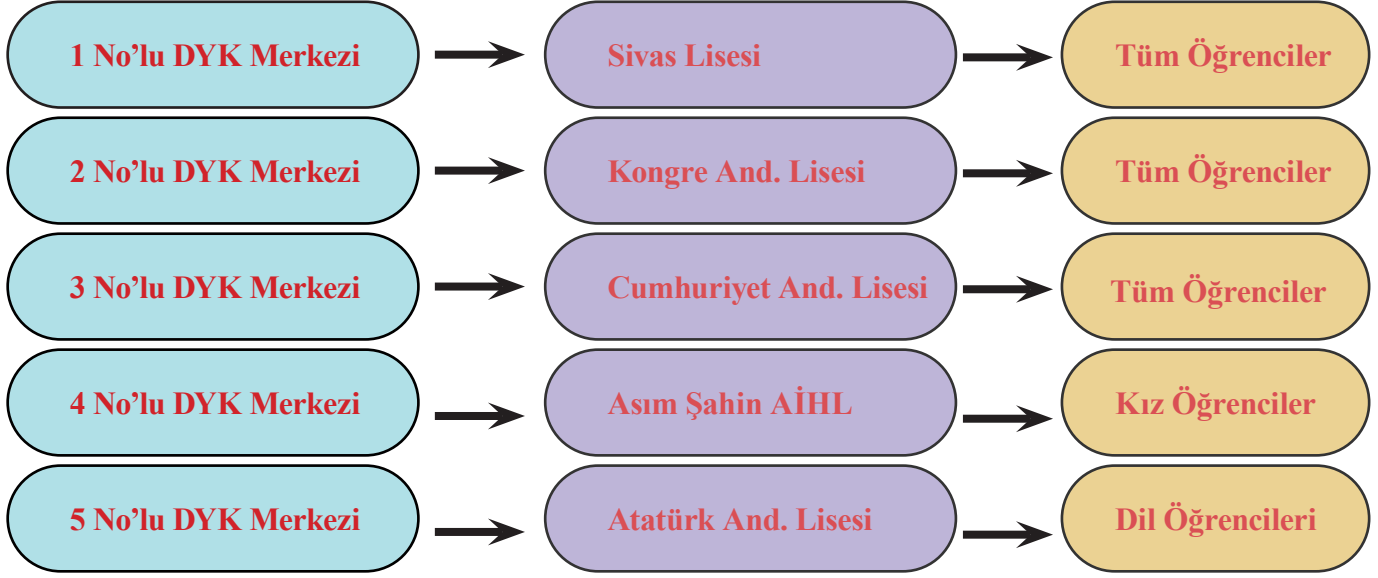 1 No’lu DYK Merkezi
Sivas Lisesi
Tüm Öğrenciler
2 No’lu DYK Merkezi
Kongre And. Lisesi
Tüm Öğrenciler
3 No’lu DYK Merkezi
Cumhuriyet And. Lisesi
Tüm Öğrenciler
4 No’lu DYK Merkezi
Asım Şahin AİHL
Kız Öğrenciler
5 No’lu DYK Merkezi
Atatürk And. Lisesi
Dil Öğrencileri